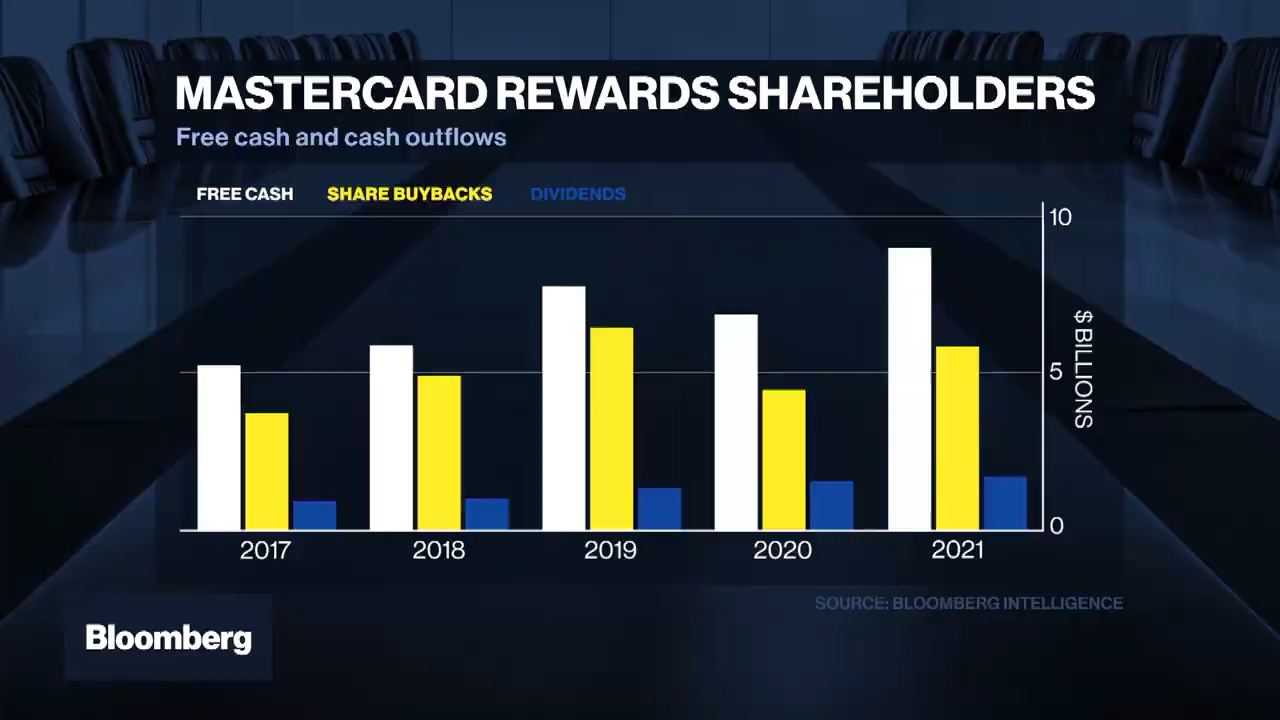 MASTERCARD REWARDS SHAREHOLDERS
Free cash and cash outflows
FREE CASH SHARE BUYBACKS DIVIDENDS
10
5
0
$ BILLIONS
2017 2018 2019 2020 2021
SOURCE: BLOOMBERG INTELLIGENCE
Bloomberg